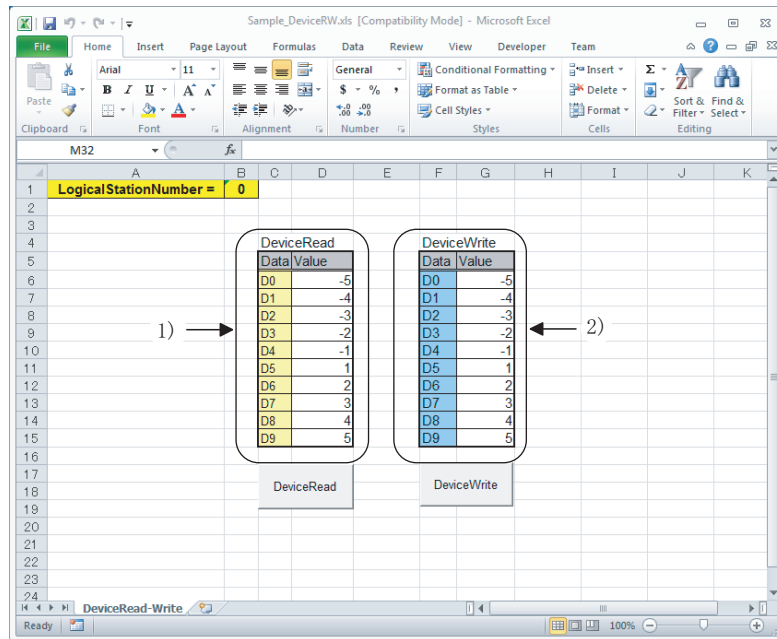 Sample_DeviceRW.xls [Compatibility Mode] - Microsoft Excel
File Home Insert Page Layout Formulas Data Review View Developer Team
Arial 11 General Conditional Formatting Insert Σ
Paste B I U A A $ % , Format as Table Delete Sort & Find &
Cell Styles Format Filter Select
Clipboard Font Alignment Number Styles Cells Editing
M32 fx
A B C D E F G H I J K
1 LogicalStationNumber = 0
2
3
4 DeviceRead DeviceWrite
5 Data Value Data Value
6 D0 -5 D0 -5
7 D1 -4 D1 -4
8 D2 -3 D2 -3
9 1) D3 -2 D3 -2 2)
10 D4 -1 D4 -1
11 D5 1 D5 1
12 D6 2 D6 2
13 D7 3 D7 3
14 D8 4 D8 4
15 D9 5 D9 5
16
17
18 DeviceRead DeviceWrite
19
20
21
22
23
24
DeviceRead-Write
Ready 100%